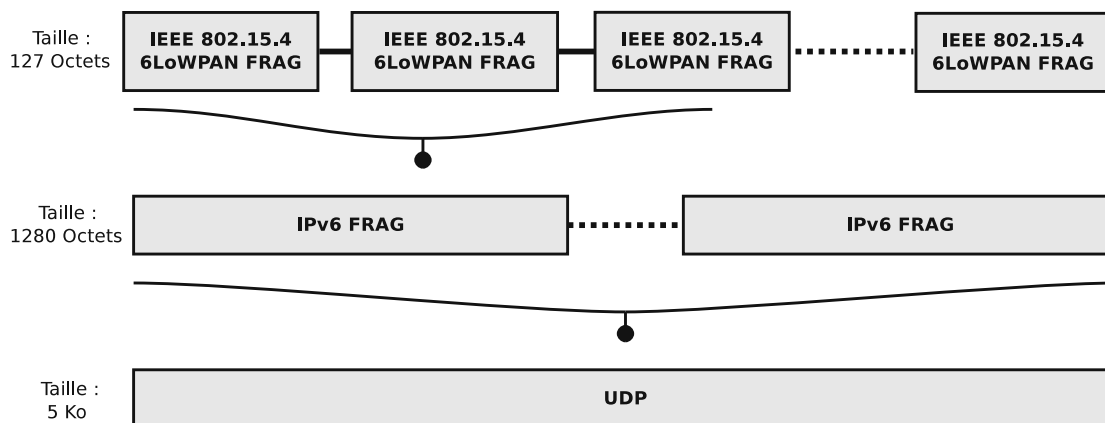 Taille :
127 Octets
IEEE 802.15.4
6LoWPAN FRAG
IEEE 802.15.4
6LoWPAN FRAG
IEEE 802.15.4
6LoWPAN FRAG
IEEE 802.15.4
6LoWPAN FRAG
Taille :
1280 Octets
IPv6 FRAG
IPv6 FRAG
Taille :
5 Ko
UDP